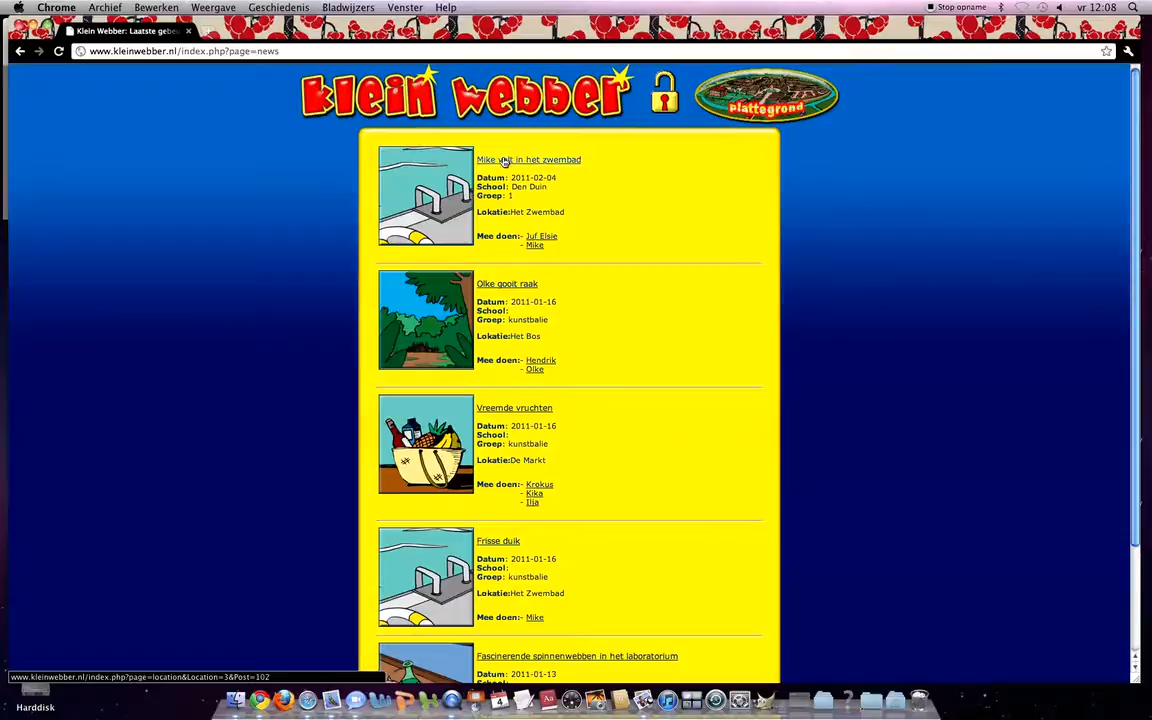 Chrome Archief Bewerken Weergave Geschiedenis Bladwijzers Venster Help Stop opname vr 12:08
Klein Webber: Laatste gebeu
www.kleinwebber.nl/index.php?page=news
klein webber plattegrond
Mike valt in het zwembad
Datum: 2011-02-04
School: Den Duin
Groep: 1
Lokatie:Het Zwembad
Mee doen:- Juf Elsie
- Mike
Olke gooit raak
Datum: 2011-01-16
School:
Groep: kunstbalie
Lokatie:Het Bos
Mee doen:- Hendrik
- Olke
Vreemde vruchten
Datum: 2011-01-16
School:
Groep: kunstbalie
Lokatie:De Markt
Mee doen:- Krokus
- Kika
- Ilja
Frisse duik
Datum: 2011-01-16
School:
Groep: kunstbalie
Lokatie:Het Zwembad
Mee doen:- Mike
Fascinerende spinnenwebben in het laboratorium
Datum: 2011-01-13
www.kleinwebber.nl/index.php?page=location&Location=3&Post=102
Harddisk